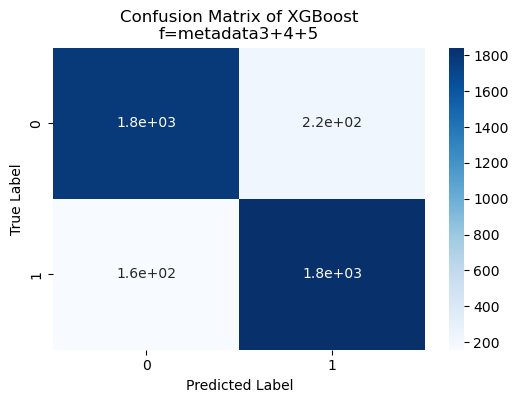 Confusion Matrix of XGBoost
f=metadata3+4+5
True Label
0
1
1.8e+03
2.2e+02
1.6e+02
1.8e+03
0
1
Predicted Label
1800
1600
1400
1200
1000
800
600
400
200